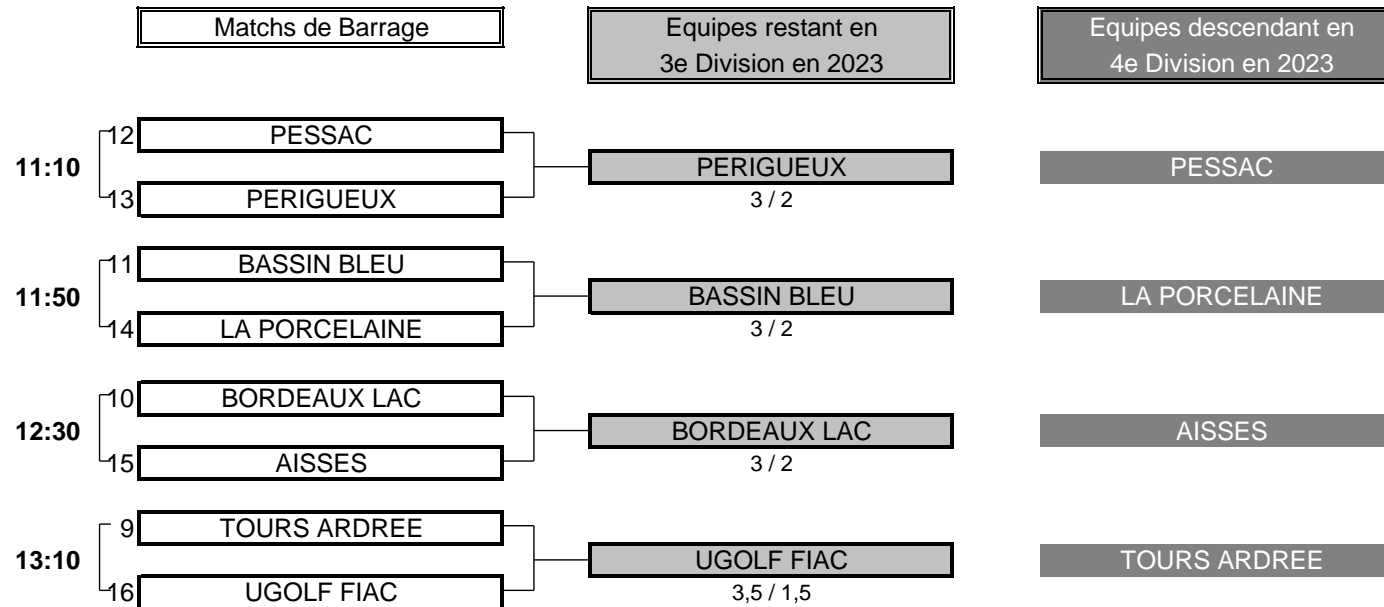 Matchs de Barrage
Equipes restant en
3e Division en 2023
Equipes descendant en
4e Division en 2023
12 PESSAC
11:10 PERIGUEUX PESSAC
13 PERIGUEUX 3 / 2
11 BASSIN BLEU
11:50 BASSIN BLEU LA PORCELAINE
14 LA PORCELAINE 3 / 2
10 BORDEAUX LAC
12:30 BORDEAUX LAC AISSES
15 AISSES 3 / 2
9 TOURS ARDREE
13:10 UGOLF FIAC TOURS ARDREE
16 UGOLF FIAC 3,5 / 1,5